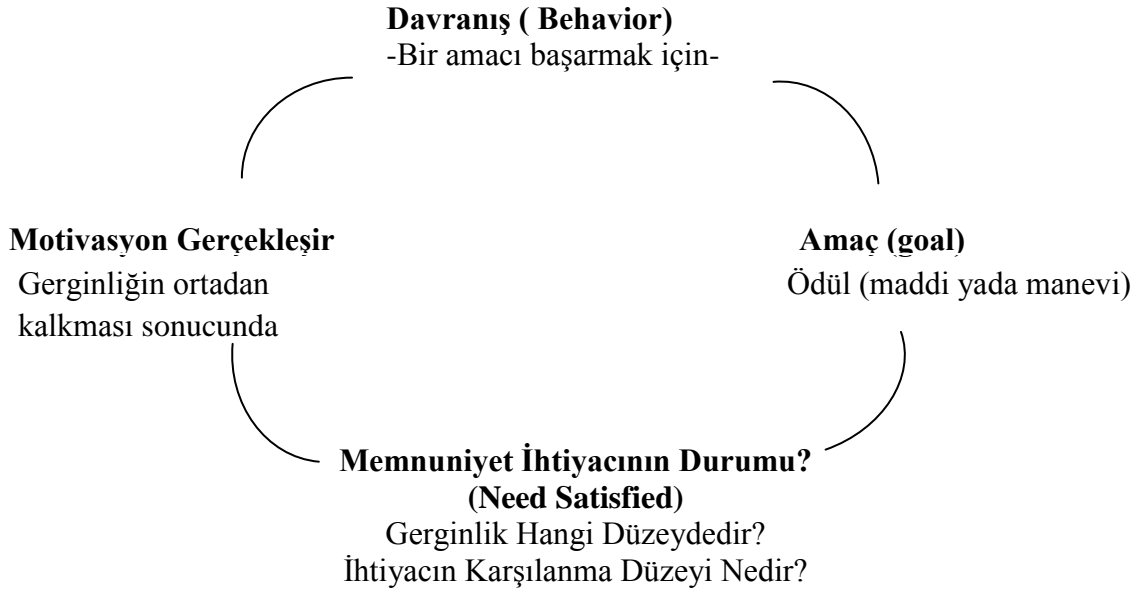 Davranış ( Behavior)
-Bir amacı başarmak için-
Motivasyon Gerçekleşir
Gerginliğin ortadan
kalkması sonucunda
Amaç (goal)
Ödül (maddi yada manevi)
Memnuniyet İhtiyacının Durumu?
(Need Satisfied)
Gerginlik Hangi Düzeydedir?
İhtiyacın Karşılanma Düzeyi Nedir?